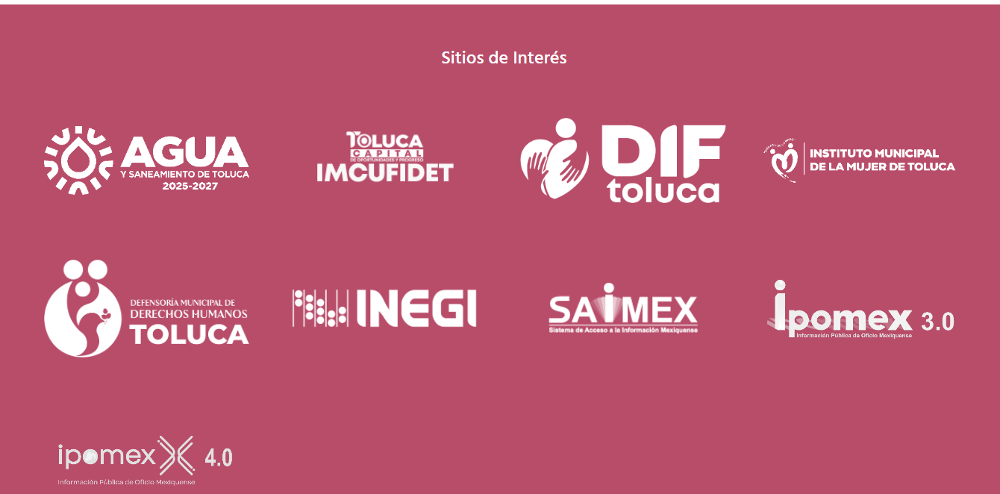 Sitios de Interés
AGUA
Y SANEAMIENTO DE TOLUCA
2025-2027
TOLUCA
CAPITAL
DE OPORTUNIDADES Y PROGRESO
IMCUFIDET
DIF
toluca
INSTITUTO MUNICIPAL
DE LA MUJER DE TOLUCA
DEFENSORÍA MUNICIPAL DE
DERECHOS HUMANOS
TOLUCA
INEGI
SAIMEX
Sistema de Acceso a la Información Mexiquense
ipomex 3.0
Información Pública de Oficio Mexiquense
ipomex 4.0
Información Pública de Oficio Mexiquense